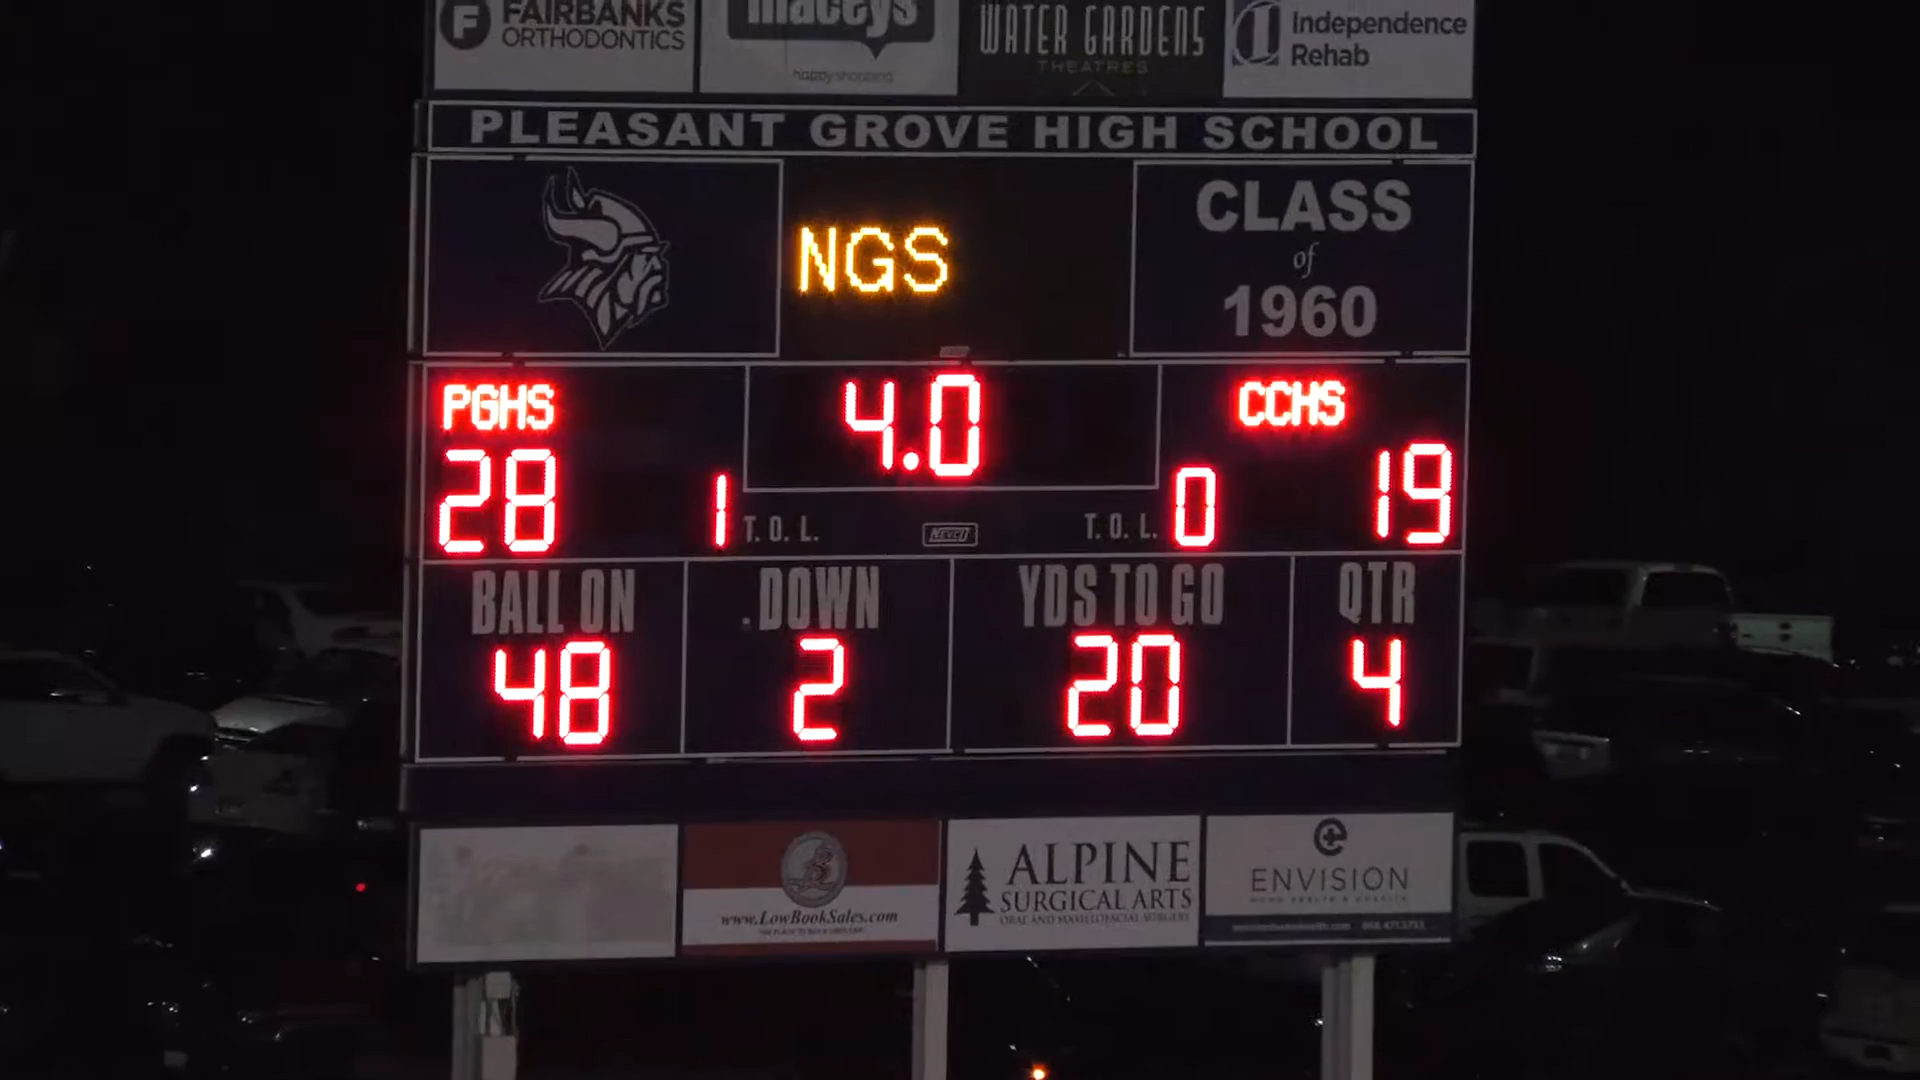 FAIRBANKS
ORTHODONTICS
maceys
happy shopping
WATER GARDENS
THEATRES
Independence
Rehab
PLEASANT GROVE HIGH SCHOOL
NGS
CLASS
of
1960
PGHS
4.0
CCHS
28
1
T.O.L.
NEVCO
T.O.L.
0
19
BALL ON
.DOWN
YDS TO GO
QTR
48
2
20
4
www.LowBookSales.com
ALPINE
SURGICAL ARTS
ORAL AND MAXILLOFACIAL SURGERY
ENVISION